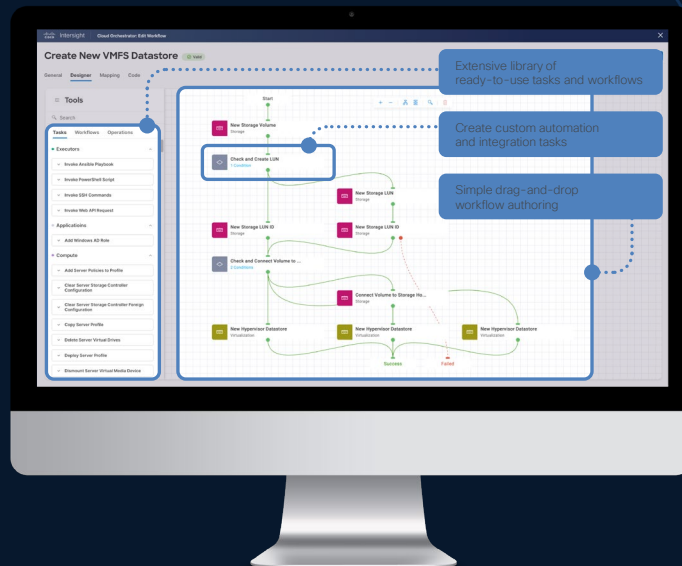 cisco Intersight Cloud Orchestrator: Edit Workflow
Create New VMFS Datastore
Valid
General Designer Mapping Code
Tools
Search
Tasks Workflows Operations
Executors
Invoke Ansible Playbook
Invoke PowerShell Script
Invoke SSH Commands
Invoke Web API Request
Applications
Add Windows AD Role
Compute
Add Server Policies to Profile
Clear Server Storage Controller
Configuration
Clear Server Storage Controller Foreign
Configuration
Copy Server Profile
Delete Server Virtual Drives
Deploy Server Profile
Dismount Server Virtual Media Device
Start
New Storage Volume
Storage
Check and Create LUN
1 Condition
New Storage LUN
Storage
New Storage LUN ID
Storage
New Storage LUN ID
Storage
Check and Connect Volume to ...
2 Conditions
Connect Volume to Storage Ho...
Storage
New Hypervisor Datastore
Virtualization
New Hypervisor Datastore
Virtualization
New Hypervisor Datastore
Virtualization
Success
Failed
Extensive library of
ready-to-use tasks and workflows
Create custom automation
and integration tasks
Simple drag-and-drop
workflow authoring